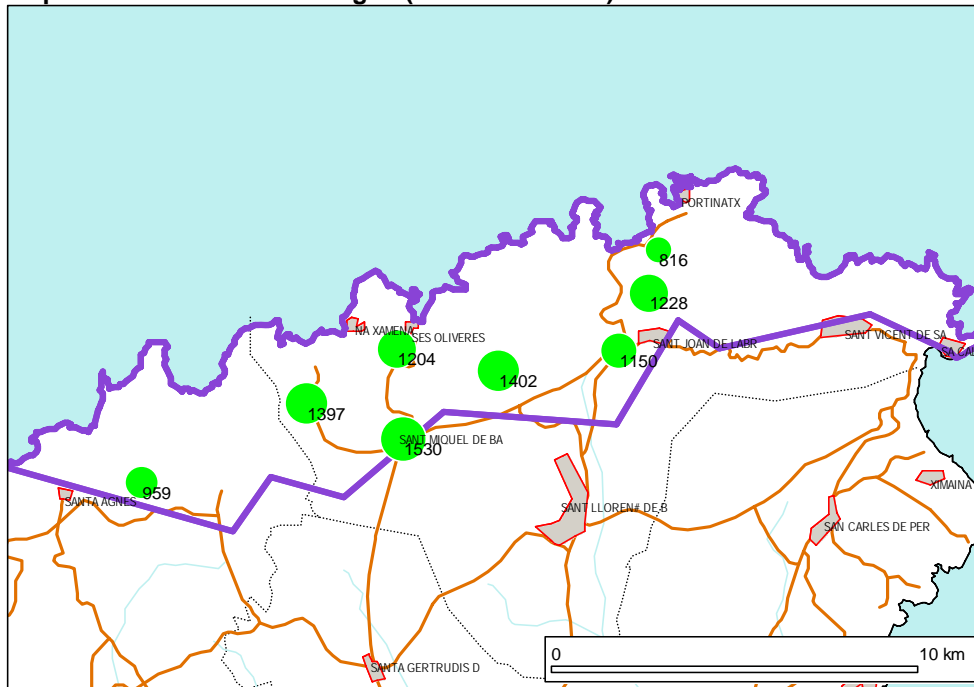 PORTINATX
816
1228
NA XAMENA
SES OLIVERES
SANT JOAN DE LABR
SANT VICENT DE SA
SA CAL
1204
1150
1402
1397
SANT MIQUEL DE BA
1530
959
SANTA AGNES
SANT LLOREN# DE B
XIMAINA
SAN CARLES DE PER
SANTA GERTRUDIS D
0
10 km